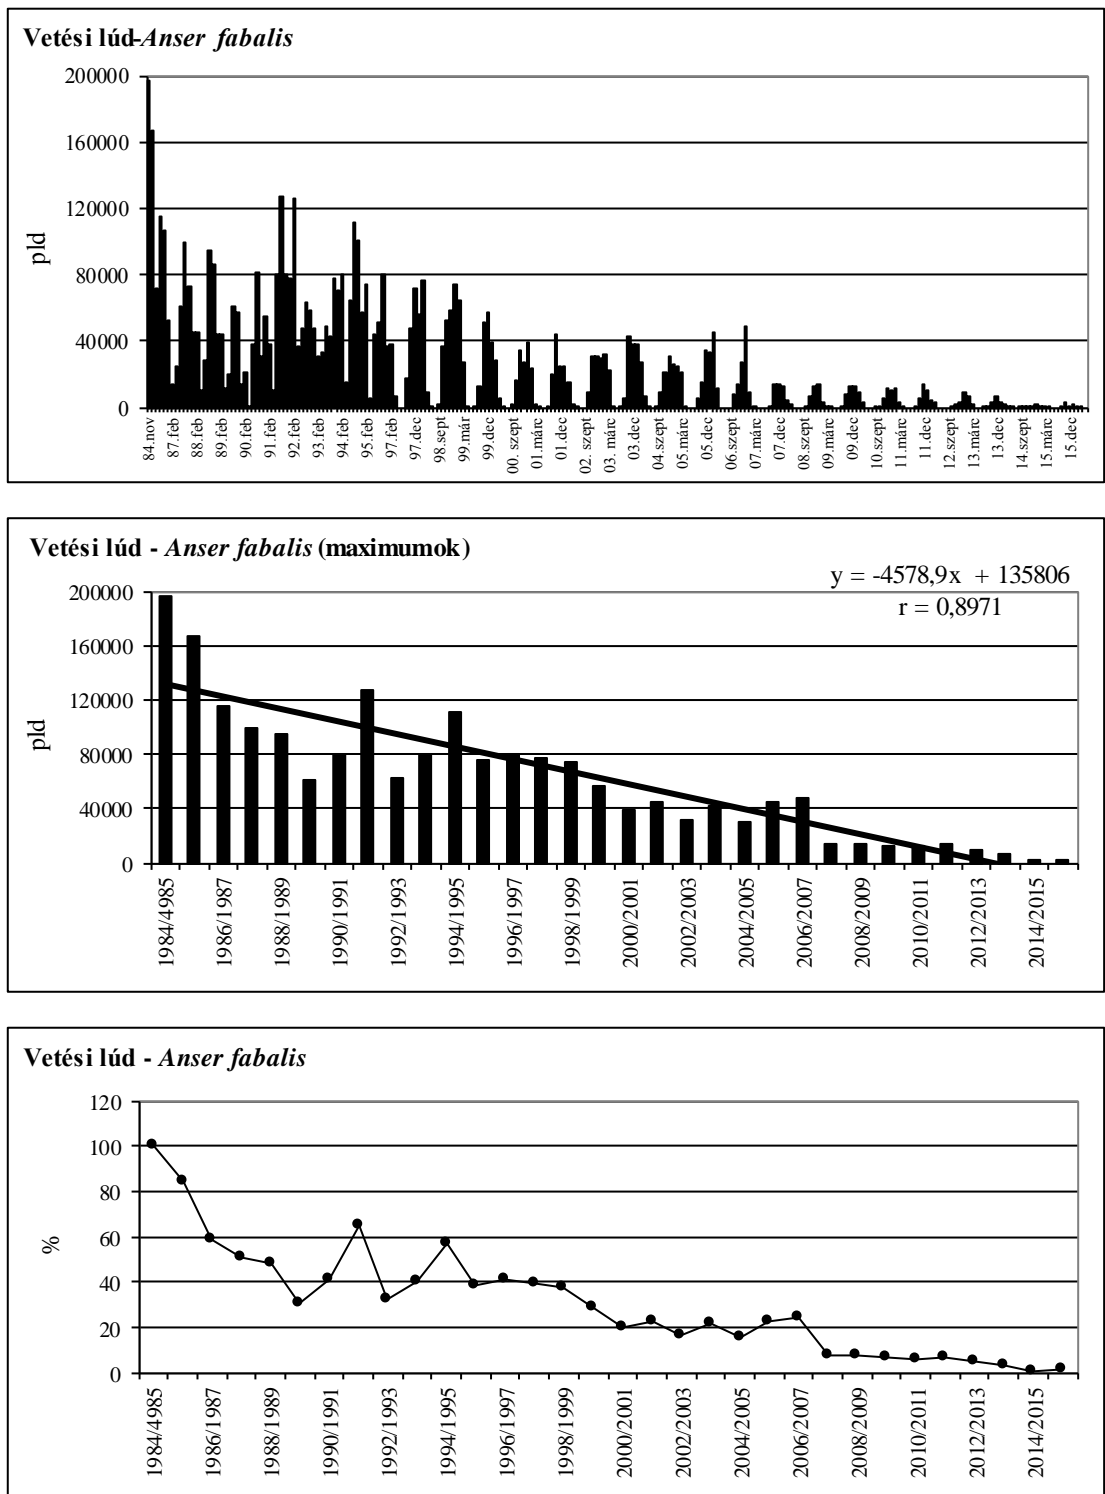 Vetési lúd-Anser fabalis
200000
160000
120000
80000
40000
0
pld
84.nov
87.feb
88.feb
89.feb
90.feb
91.feb
92.feb
93.feb
94.feb
95.feb
97.feb
97.dec
98.sept
99.már
99.dec
00. szept
01.márc
01.dec
02. szept
03. márc
03.dec
04.szept
05.márc
05.dec
06.szept
07.márc
07.dec
08.szept
09.márc
09.dec
10.szept
11.márc
11.dec
12.szept
13.márc
13.dec
14.szept
15.márc
15.dec
Vetési lúd - Anser fabalis (maximumok)
y = -4578,9x + 135806
r = 0,8971
200000
160000
120000
80000
40000
0
pld
1984/4985
1986/1987
1988/1989
1990/1991
1992/1993
1994/1995
1996/1997
1998/1999
2000/2001
2002/2003
2004/2005
2006/2007
2008/2009
2010/2011
2012/2013
2014/2015
Vetési lúd - Anser fabalis
120
100
80
60
40
20
0
%
1984/4985
1986/1987
1988/1989
1990/1991
1992/1993
1994/1995
1996/1997
1998/1999
2000/2001
2002/2003
2004/2005
2006/2007
2008/2009
2010/2011
2012/2013
2014/2015